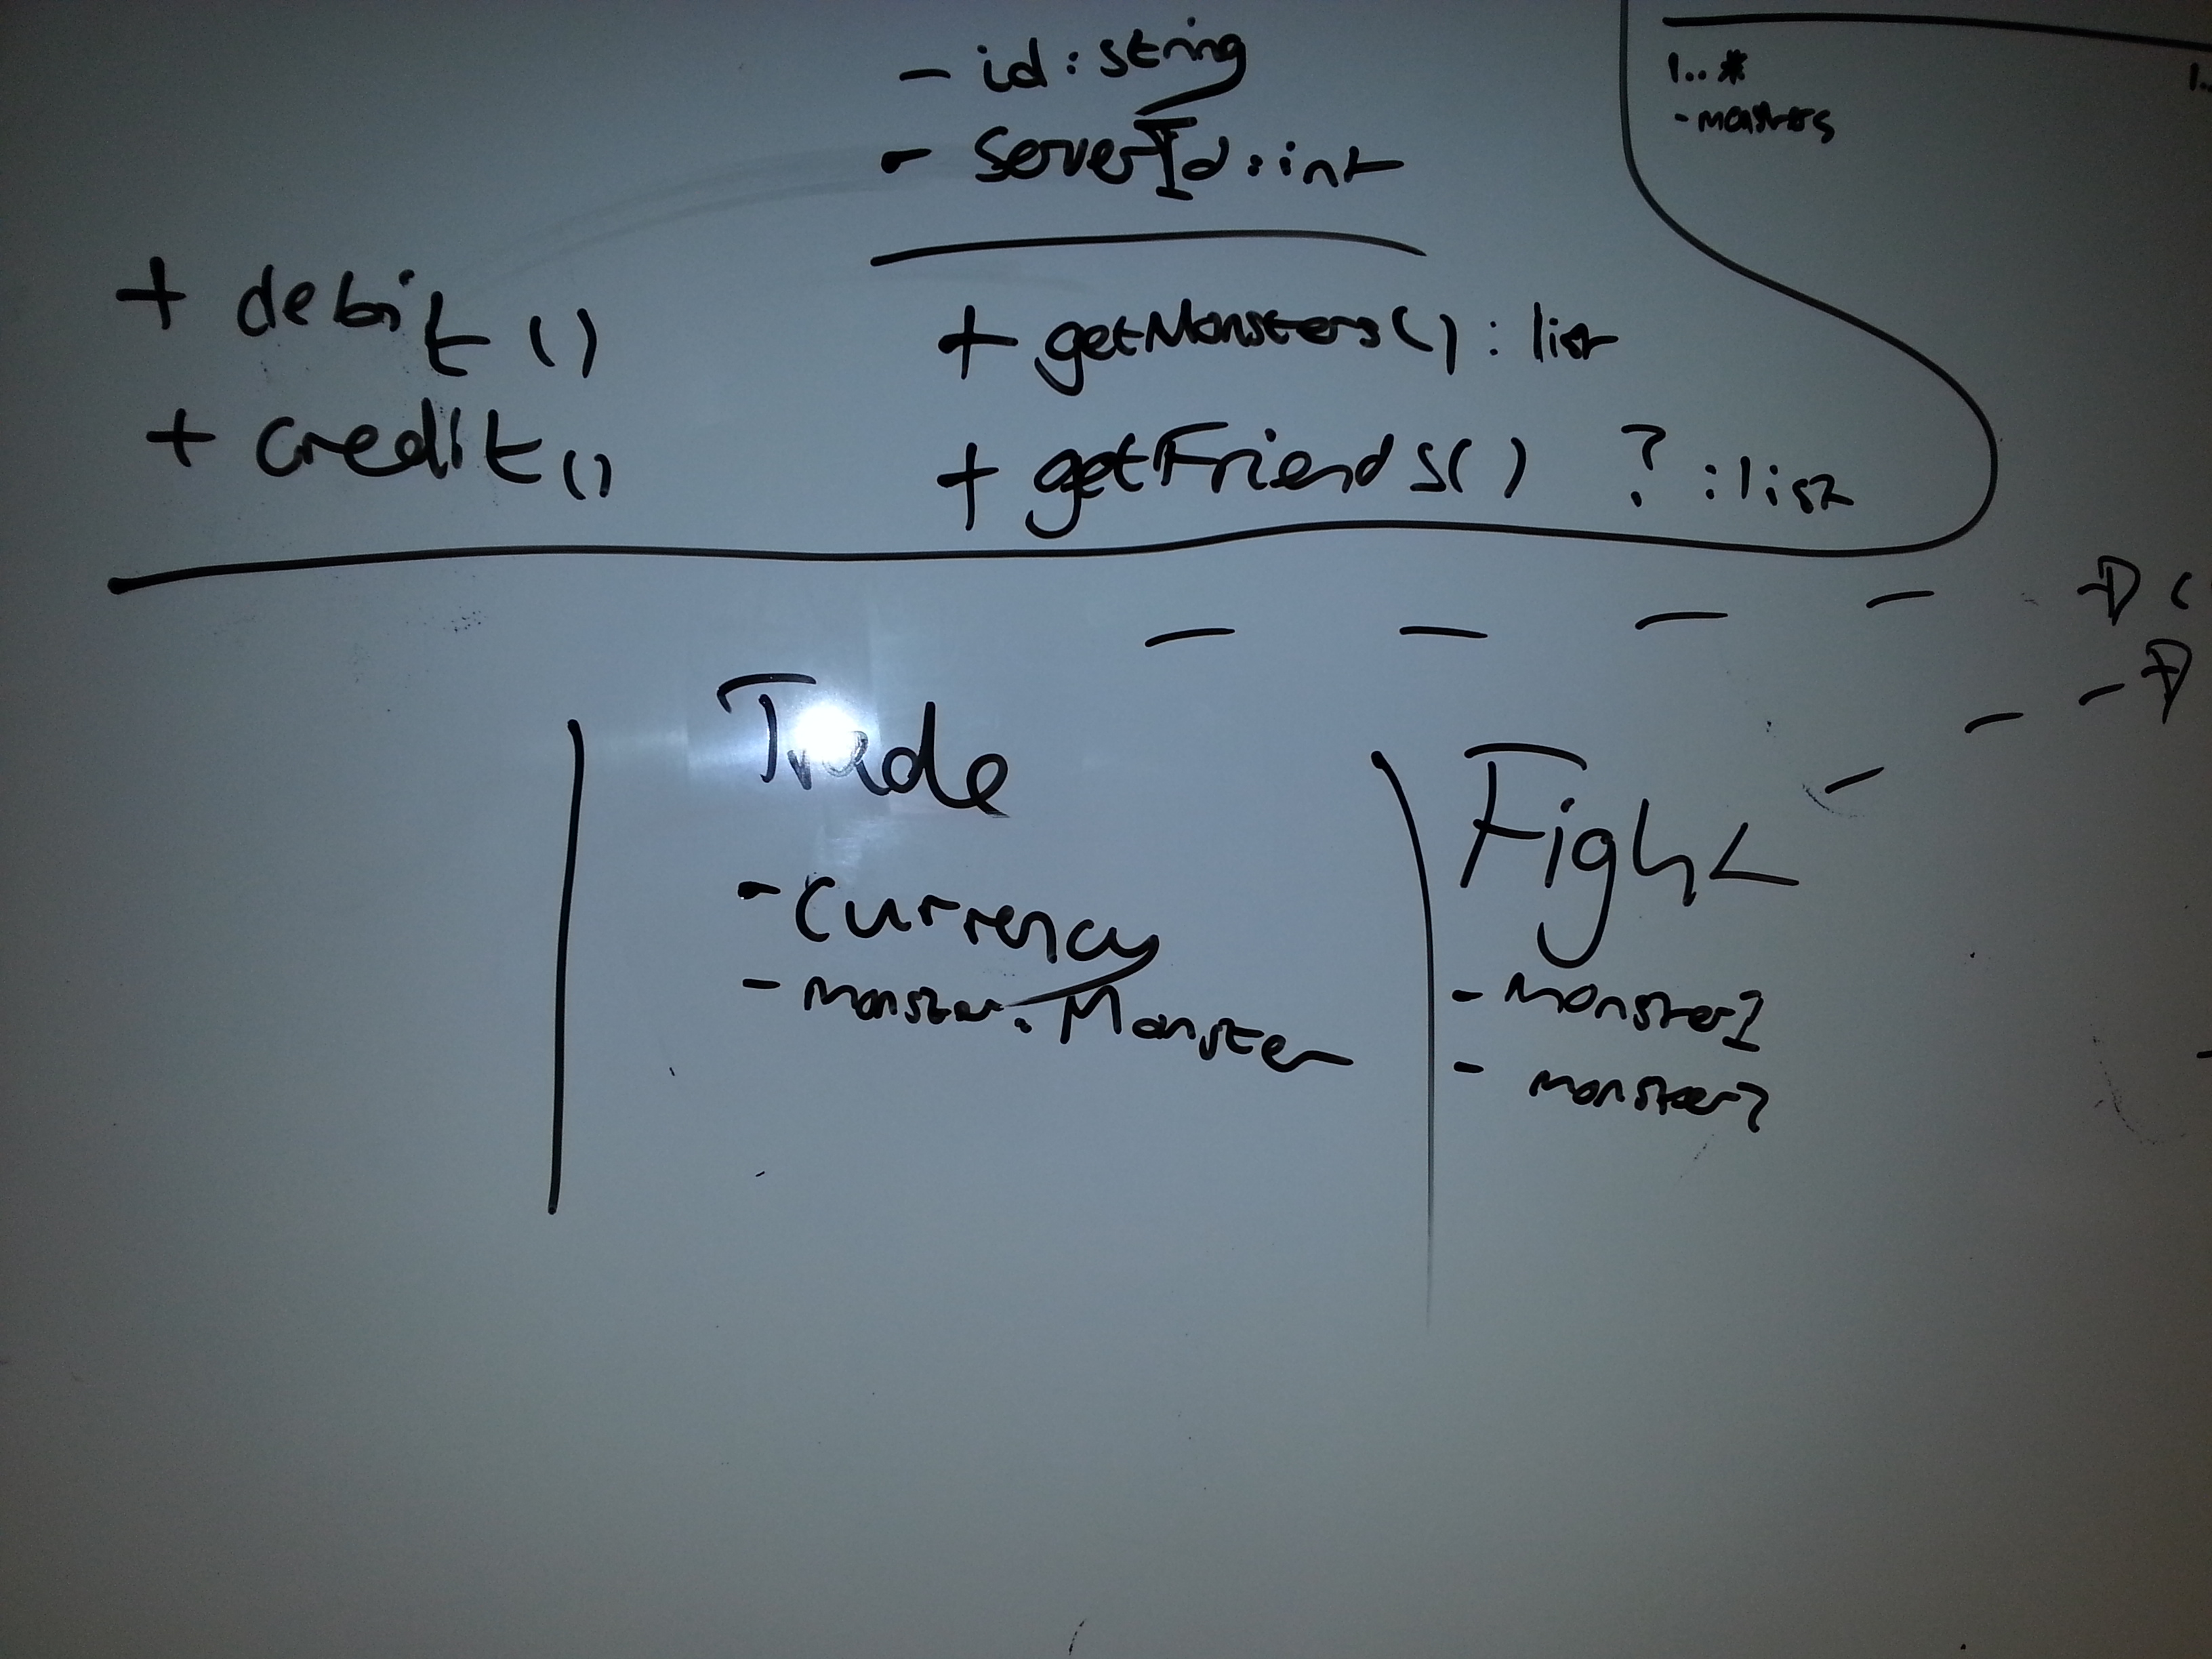 - id : string
- serverId : int
1..*
- monsters
+ debit ()
+ credit ()
+ getMonsters() : list
+ getFriends() ? : list
Trade
- Currency
- monster : Monster
Fight
- monster1
- monster2